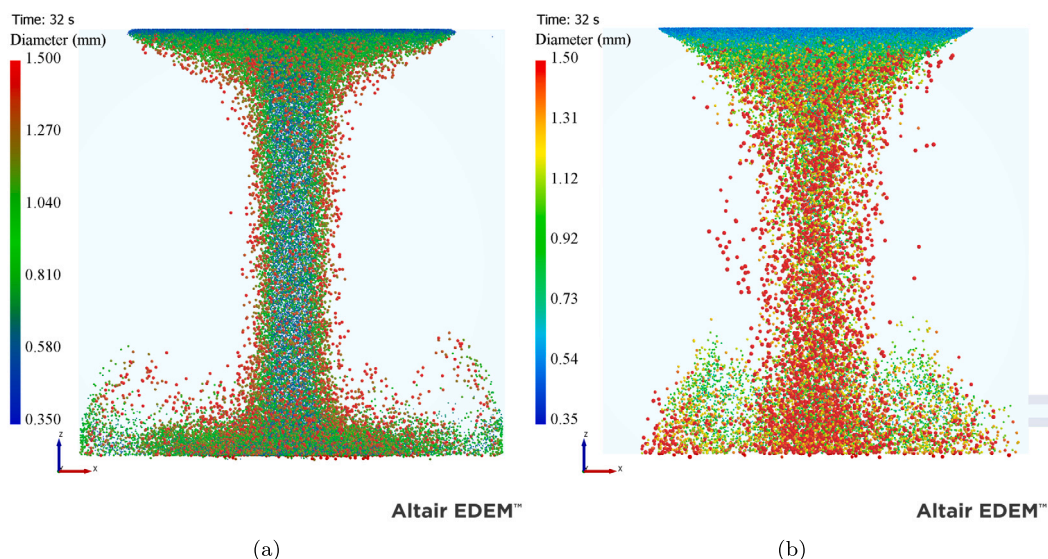 Time: 32 s
Diameter (mm)
1.500
1.270
1.040
0.810
0.580
0.350
z
x
Altair EDEM™
(a)
Time: 32 s
Diameter (mm)
1.50
1.31
1.12
0.92
0.73
0.54
0.35
z
x
Altair EDEM™
(b)